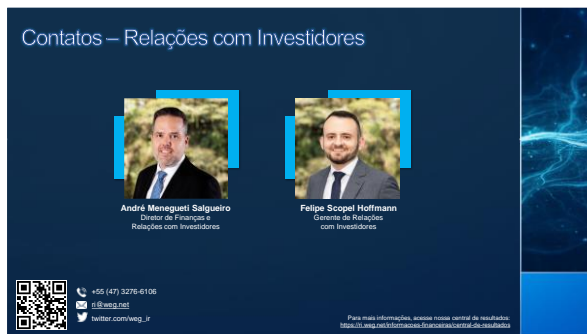 Contatos – Relações com Investidores
André Menegueti Salgueiro
Diretor de Finanças e
Relações com Investidores
Felipe Scopel Hoffmann
Gerente de Relações
com Investidores
+55 (47) 3276-6106
ri@weg.net
twitter.com/weg_ir
Para mais informações, acesse nossa central de resultados:
https://ri.weg.net/informacoes-financeiras/central-de-resultados